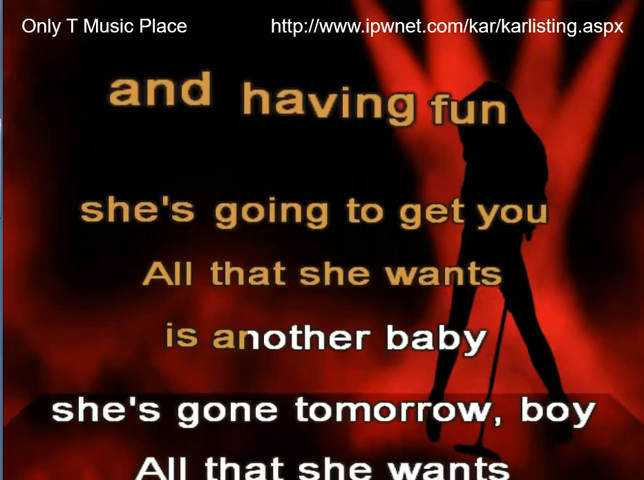 Only T Music Place http://www.ipwnet.com/kar/karlisting.aspx
and having fun
she's going to get you
All that she wants
is another baby
she's gone tomorrow, boy
All that she wants